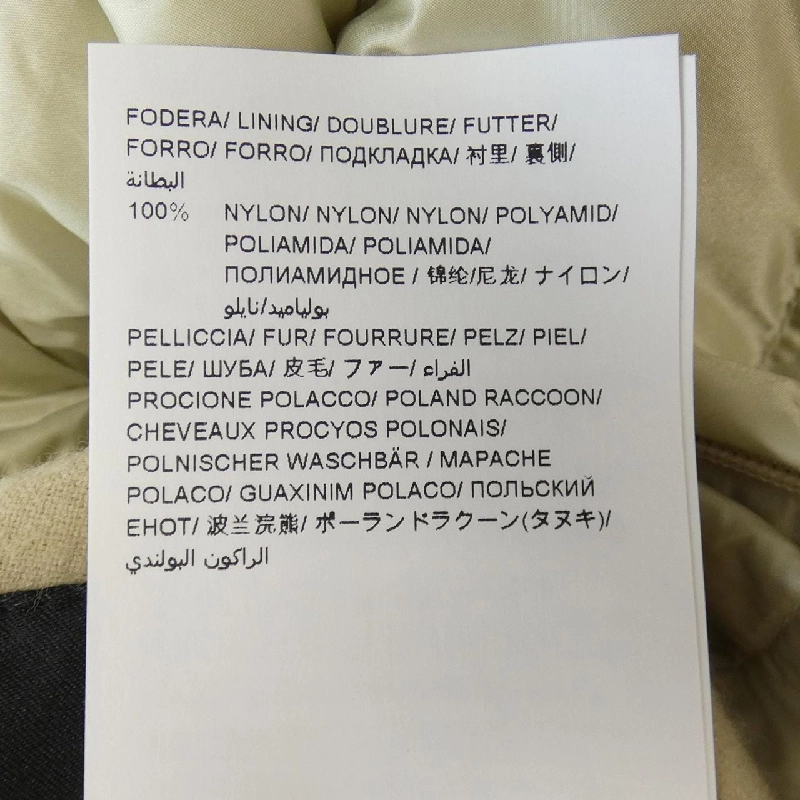 FODERA/ LINING/ DOUBLURE/ FUTTER/
FORRO/ FORRO/ ПОДКЛАДКА/ 衬里/ 裏側/
البطانة
100% NYLON/ NYLON/ NYLON/ POLYAMID/
POLIAMIDA/ POLIAMIDA/
ПОЛИАМИДНОЕ / 锦纶/尼龙/ ナイロン/
بولياميد/نايلو
PELLICCIA/ FUR/ FOURRURE/ PELZ/ PIEL/
PELE/ ШУБА/ 皮毛/ ファー/ الفراء
PROCIONE POLACCO/ POLAND RACCOON/
CHEVEAUX PROCYOS POLONAIS/
POLNISCHER WASCHBÄR / MAPACHE
POLACO/ GUAXINIM POLACO/ ПОЛЬСКИЙ
ЕНОТ/ 波兰浣熊/ ポーランドラクーン(タヌキ)/
الراكون البولندي